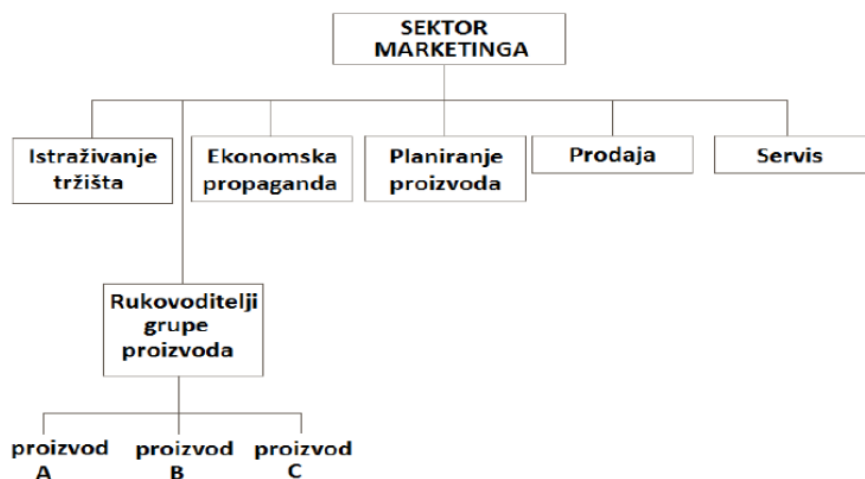 SEKTOR
MARKETINGA
Istraživanje
tržišta
Ekonomska
propaganda
Planiranje
proizvoda
Prodaja
Servis
Rukovoditelji
grupe
proizvoda
proizvod
A
proizvod
B
proizvod
C